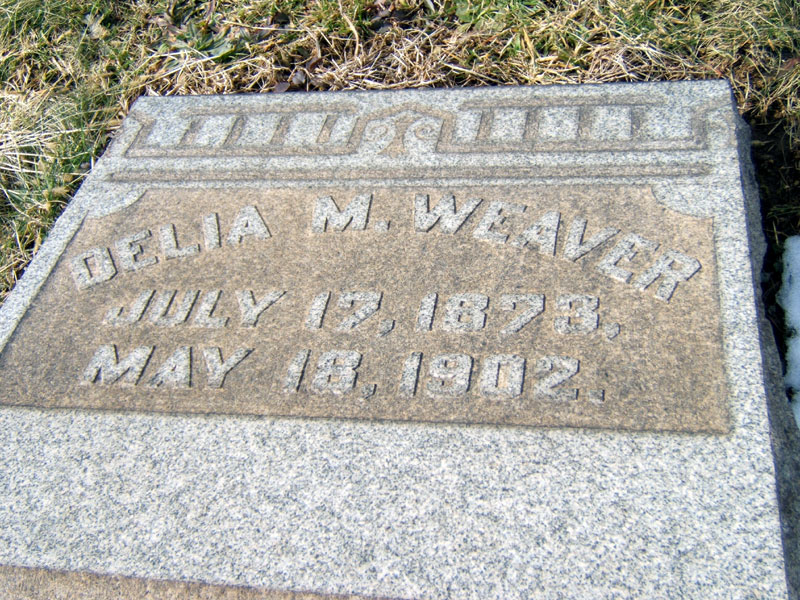 DELIA M. WEAVER
JULY 17, 1873,
MAY 18, 1902.